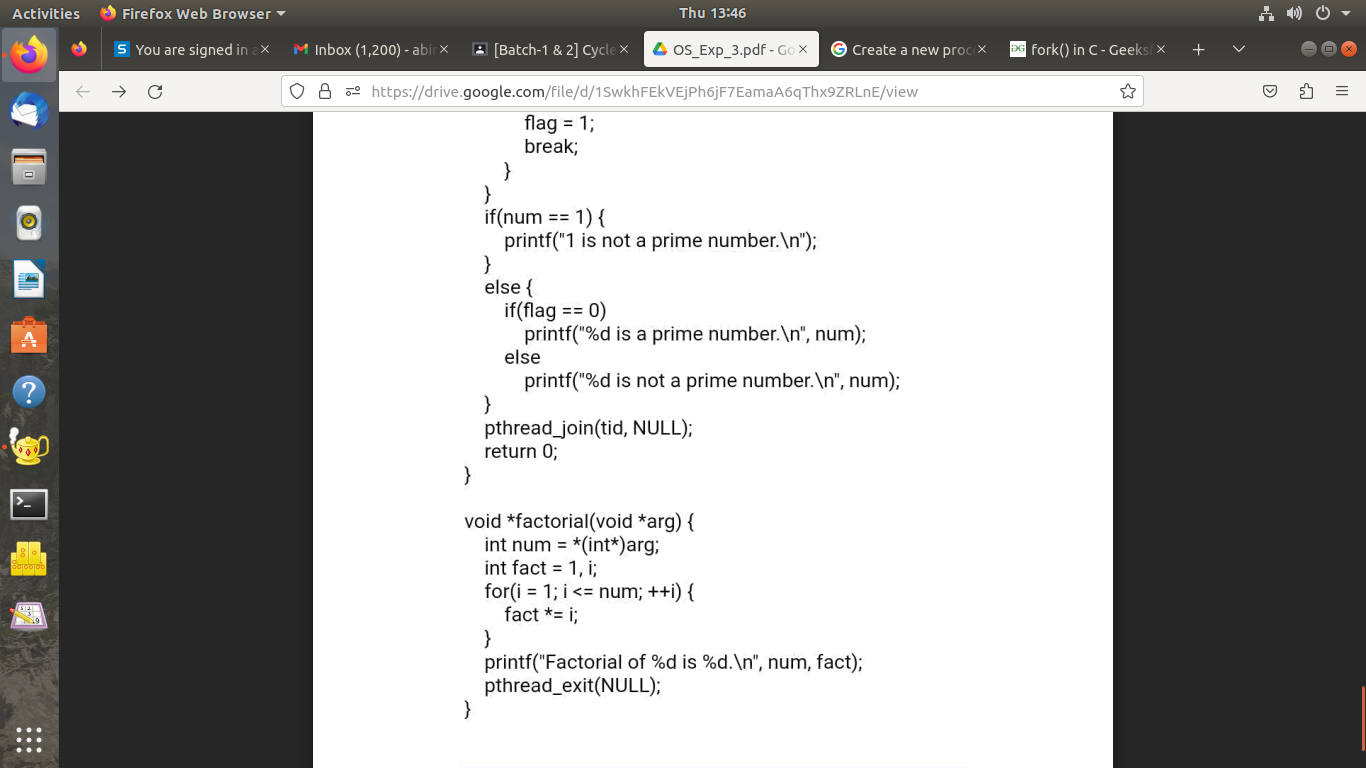 Activities
Firefox Web Browser
Thu 13:46
You are signed in a
Inbox (1,200) - abi
[Batch-1 & 2] Cycle
OS_Exp_3.pdf - Go
Create a new proc
fork() in C - Geeksf
https://drive.google.com/file/d/1SwkhFEkVEjPh6jF7EamaA6qThx9ZRLnE/view
flag = 1;
break;
}
}
if(num == 1) {
printf("1 is not a prime number.\n");
}
else {
if(flag == 0)
printf("%d is a prime number.\n", num);
else
printf("%d is not a prime number.\n", num);
}
pthread_join(tid, NULL);
return 0;
}
void *factorial(void *arg) {
int num = *(int*)arg;
int fact = 1, i;
for(i = 1; i <= num; ++i) {
fact *= i;
}
printf("Factorial of %d is %d.\n", num, fact);
pthread_exit(NULL);
}